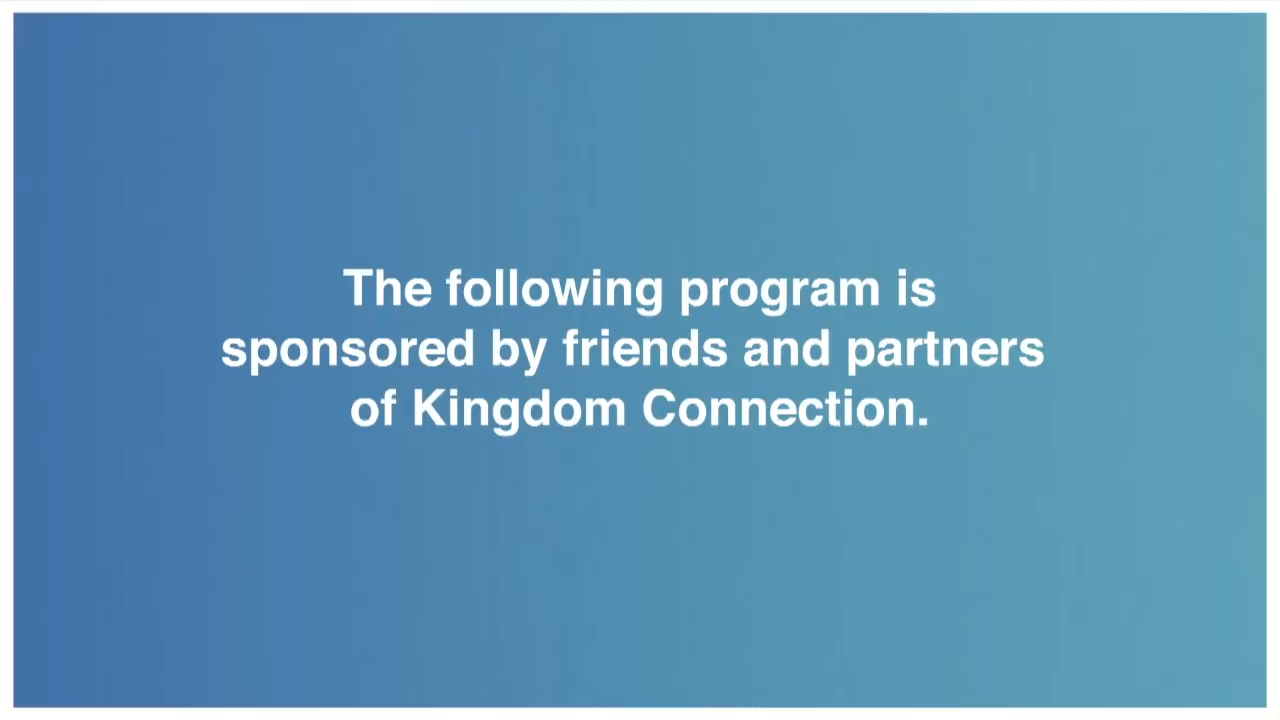 The following program is
sponsored by friends and partners
of Kingdom Connection.